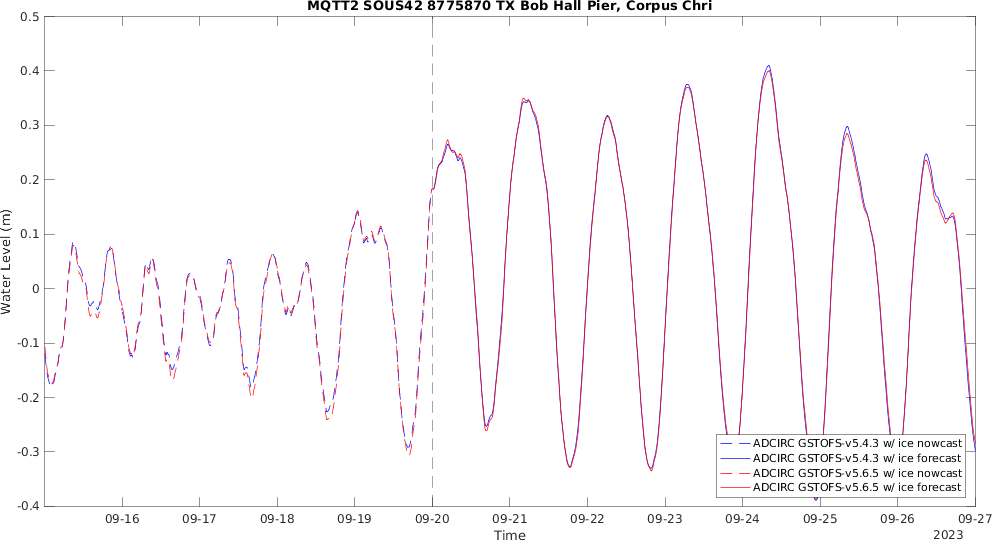 MQTT2 SOUS42 8775870 TX Bob Hall Pier, Corpus Chri
0.5
0.4
0.3
0.2
0.1
0
-0.1
-0.2
-0.3
-0.4
Water Level (m)
ADCIRC GSTOFS-v5.4.3 w/ ice nowcast
ADCIRC GSTOFS-v5.4.3 w/ ice forecast
ADCIRC GSTOFS-v5.6.5 w/ ice nowcast
ADCIRC GSTOFS-v5.6.5 w/ ice forecast
09-16 09-17 09-18 09-19 09-20 09-21 09-22 09-23 09-24 09-25 09-26 09-27
Time
2023